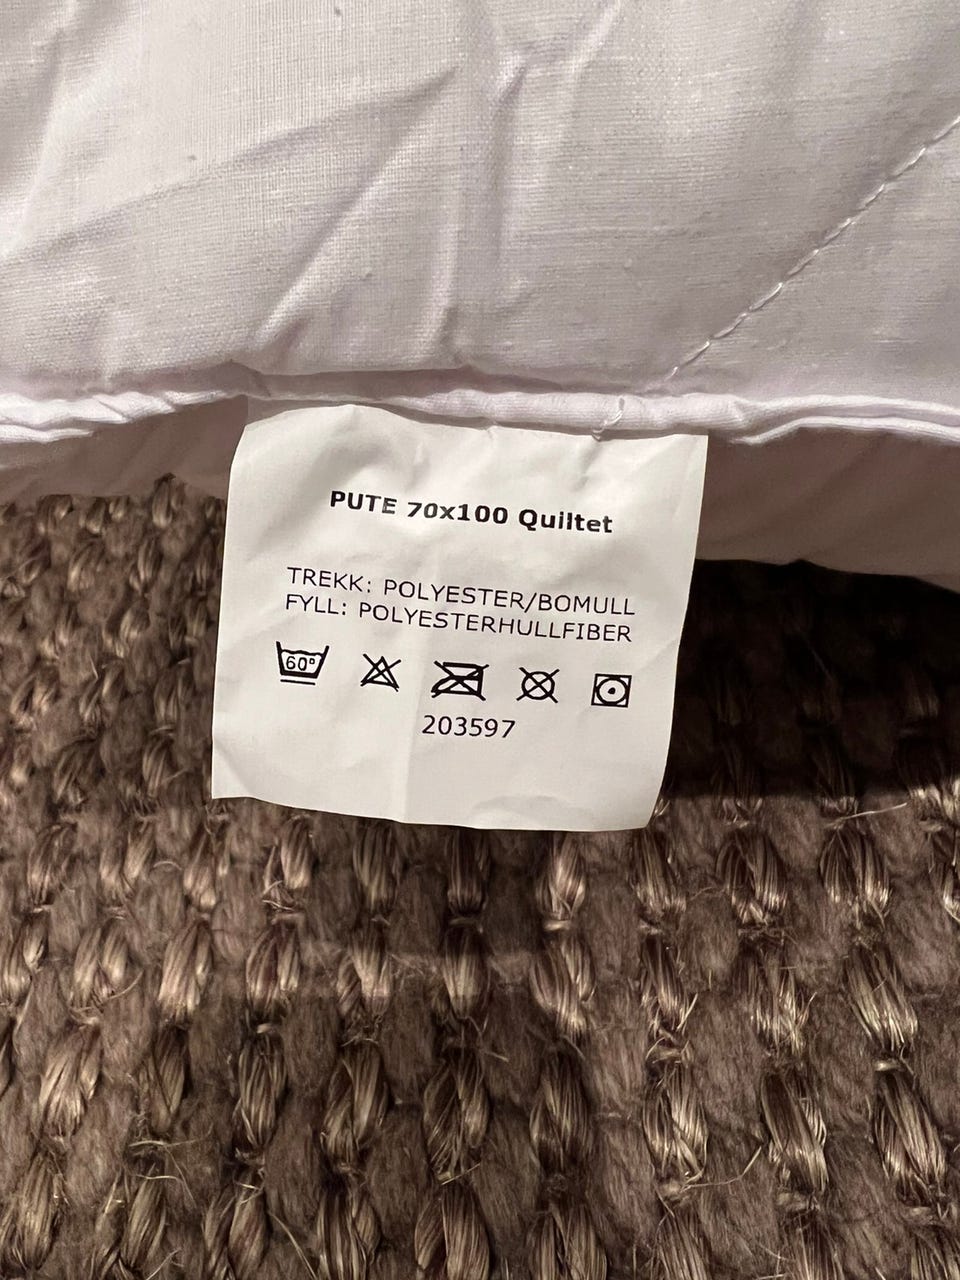 PUTE 70x100 Quiltet
TREKK: POLYESTER/BOMULL
FYLL: POLYESTERHULLFIBER
60°
203597